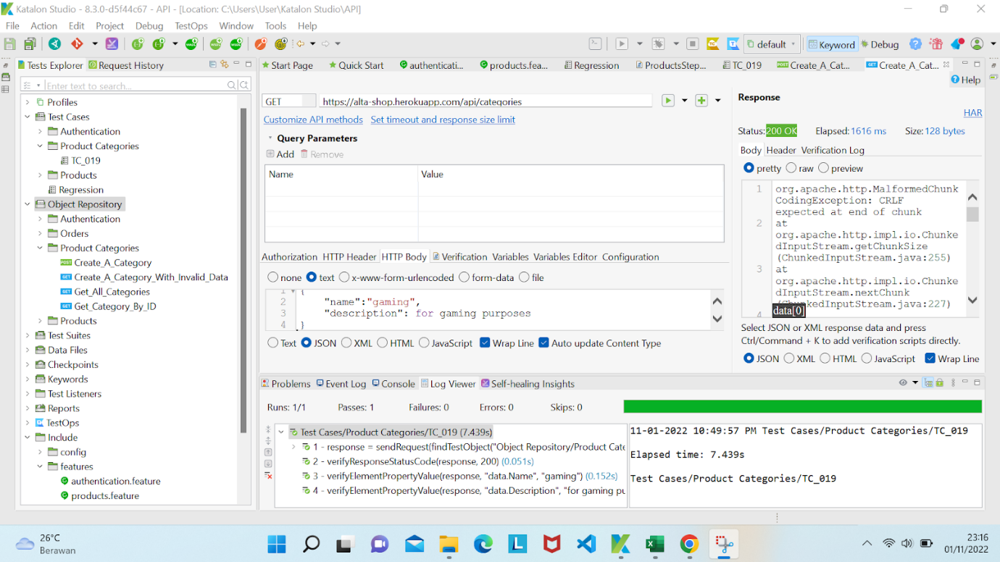 Katalon Studio - 8.3.0-d5f44c67 - API - [Location: C:\Users\User\Katalon Studio\API]
File Action Edit Project Debug TestOps Window Tools Help
default Keyword Debug
Tests Explorer Request History
Enter text to search...
Profiles
Test Cases
Authentication
Product Categories
TC_019
Products
Regression
Object Repository
Authentication
Orders
Product Categories
POST Create_A_Category
GET Create_A_Category_With_Invalid_Data
GET Get_All_Categories
GET Get_Category_By_ID
Products
Test Suites
Data Files
Checkpoints
Keywords
Test Listeners
Reports
TestOps
Include
config
features
authentication.feature
products.feature
Start Page Quick Start authenticati... products.fea... Regression ProductsStep... TC_019 POST Create_A_Cat... GET Create_A_Cat...
Help
GET https://alta-shop.herokuapp.com/api/categories
Customize API methods Set timeout and response size limit
Query Parameters
Add Remove
Name Value
Authorization HTTP Header HTTP Body Verification Variables Variables Editor Configuration
none text x-www-form-urlencoded form-data file
1 {
2 "name":"gaming",
3 "description": for gaming purposes
4 }
Text JSON XML HTML JavaScript Wrap Line Auto update Content Type
Response
HAR
Status: 200 OK Elapsed: 1616 ms Size: 128 bytes
Body Header Verification Log
pretty raw preview
1 org.apache.http.MalformedChunk
CodingException: CRLF
expected at end of chunk
2 at
org.apache.http.impl.io.Chunke
dInputStream.getChunkSize
(ChunkedInputStream.java:255)
3 at
org.apache.http.impl.io.Chunke
dInputStream.nextChunk
(ChunkedInputStream.java:227)
4
data[0]
Select JSON or XML response data and press
Ctrl/Command + K to add verification scripts directly.
JSON XML HTML JavaScript Wrap Line
Problems Event Log Console Log Viewer Self-healing Insights
Runs: 1/1 Passes: 1 Failures: 0 Errors: 0 Skips: 0
Test Cases/Product Categories/TC_019 (7.439s)
1 - response = sendRequest(findTestObject("Object Repository/Product Cate
2 - verifyResponseStatusCode(response, 200) (0.051s)
3 - verifyElementPropertyValue(response, "data.Name", "gaming") (0.152s)
4 - verifyElementPropertyValue(response, "data.Description", "for gaming pu
11-01-2022 10:49:57 PM Test Cases/Product Categories/TC_019
Elapsed time: 7.439s
Test Cases/Product Categories/TC_019
26°C
Berawan
23:16
01/11/2022